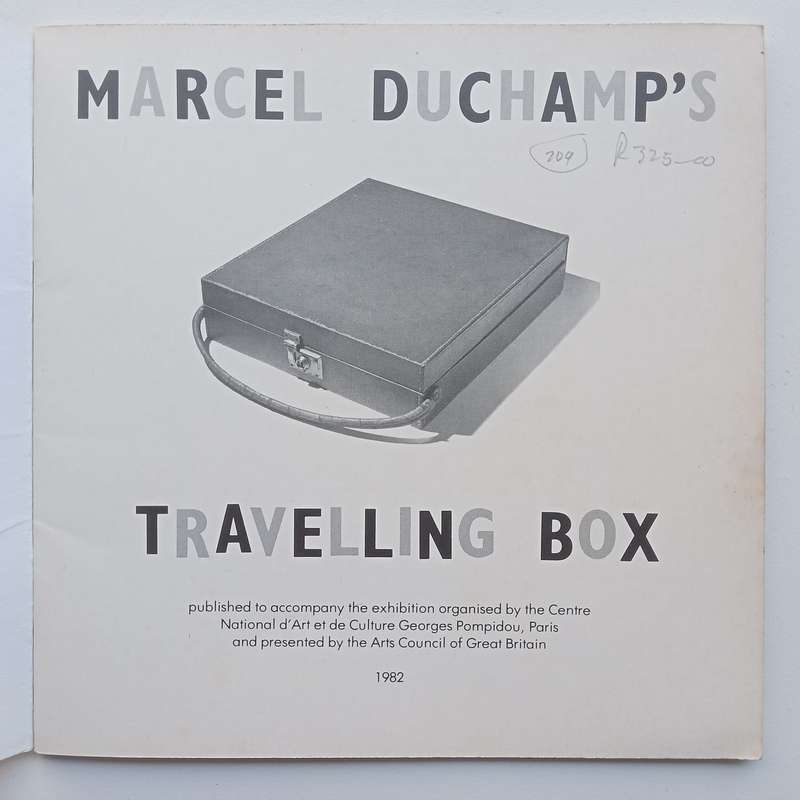 MARCEL DUCHAMP'S
204 R325-00
TRAVELLING BOX
published to accompany the exhibition organised by the Centre
National d'Art et de Culture Georges Pompidou, Paris
and presented by the Arts Council of Great Britain
1982